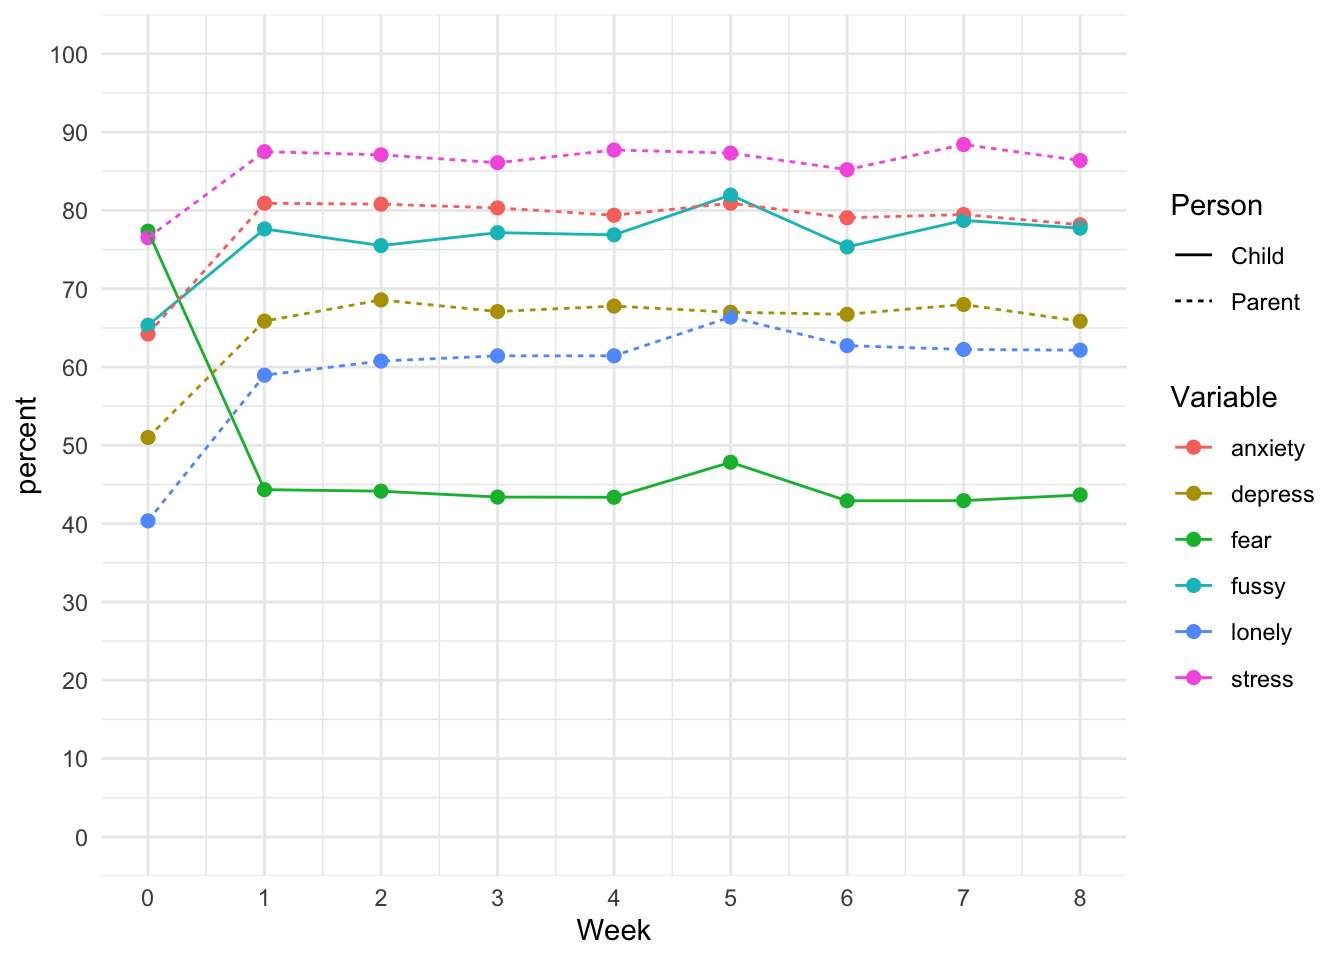 100
90
80
70
60
50
40
30
20
10
0
percent
0 1 2 3 4 5 6 7 8
Week
Person
Child
Parent
Variable
anxiety
depress
fear
fussy
lonely
stress